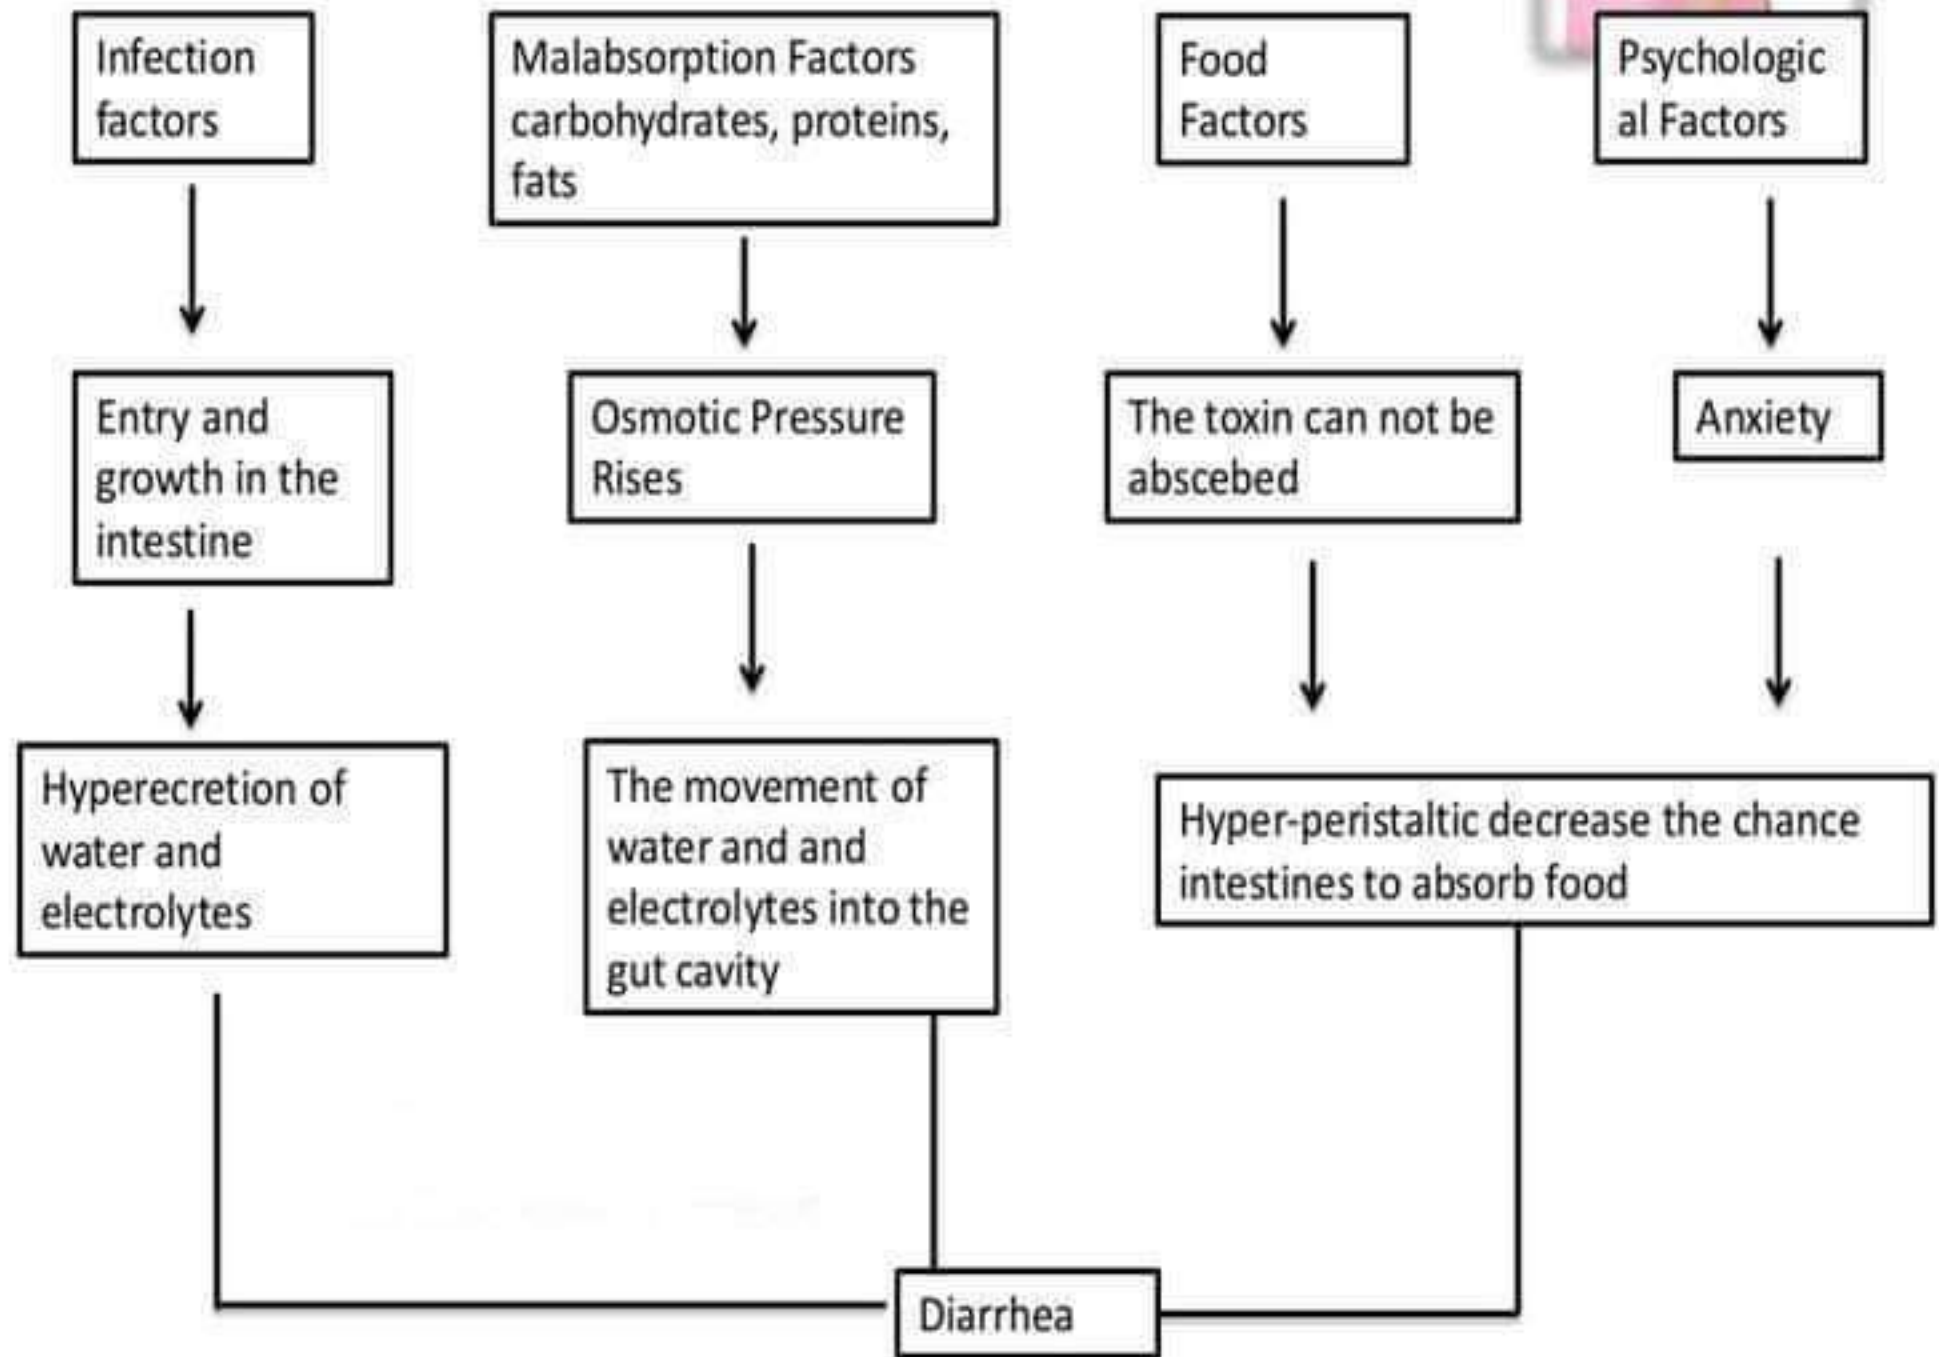 Infection
factors
Malabsorption Factors
carbohydrates, proteins,
fats
Food
Factors
Psychologic
al Factors
Entry and
growth in the
intestine
Osmotic Pressure
Rises
The toxin can not be
abscebed
Anxiety
Hyperecretion of
water and
electrolytes
The movement of
water and and
electrolytes into the
gut cavity
Hyper-peristaltic decrease the chance
intestines to absorb food
Diarrhea